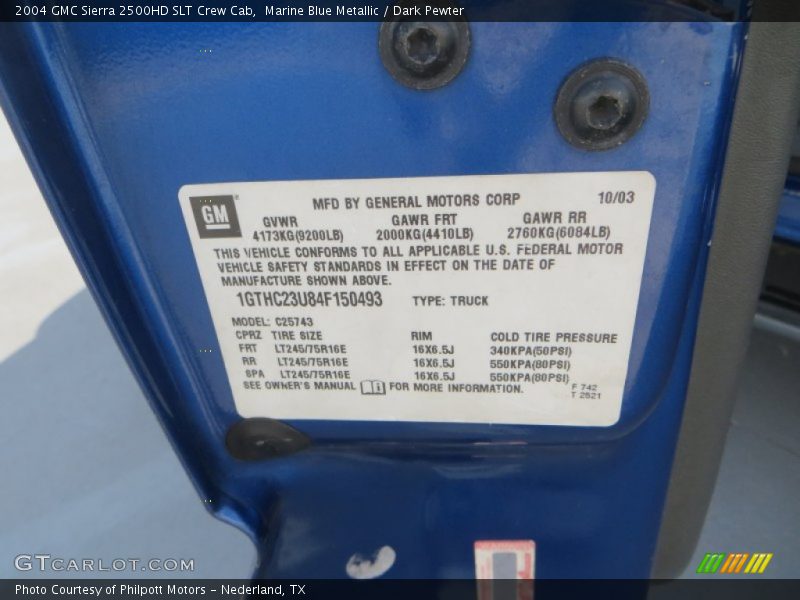 2004 GMC Sierra 2500HD SLT Crew Cab,  Marine Blue Metallic / Dark Pewter
GM
MFD BY GENERAL MOTORS CORP 10/03
GVWR GAWR FRT GAWR RR
4173KG(9200LB) 2000KG(4410LB) 2760KG(6084LB)
THIS VEHICLE CONFORMS TO ALL APPLICABLE U.S. FEDERAL MOTOR
VEHICLE SAFETY STANDARDS IN EFFECT ON THE DATE OF
MANUFACTURE SHOWN ABOVE.
1GTHC23U84F150493 TYPE: TRUCK
MODEL: C25743
CPRZ TIRE SIZE RIM COLD TIRE PRESSURE
FRT LT245/75R16E 16X6.5J 340KPA(50PSI)
RR LT245/75R16E 16X6.5J 550KPA(80PSI)
SPA LT245/75R16E 16X6.5J 550KPA(80PSI)
SEE OWNER'S MANUAL FOR MORE INFORMATION.
F 742
T 2521
GTCARLOT.COM
Photo Courtesy of Philpott Motors - Nederland, TX